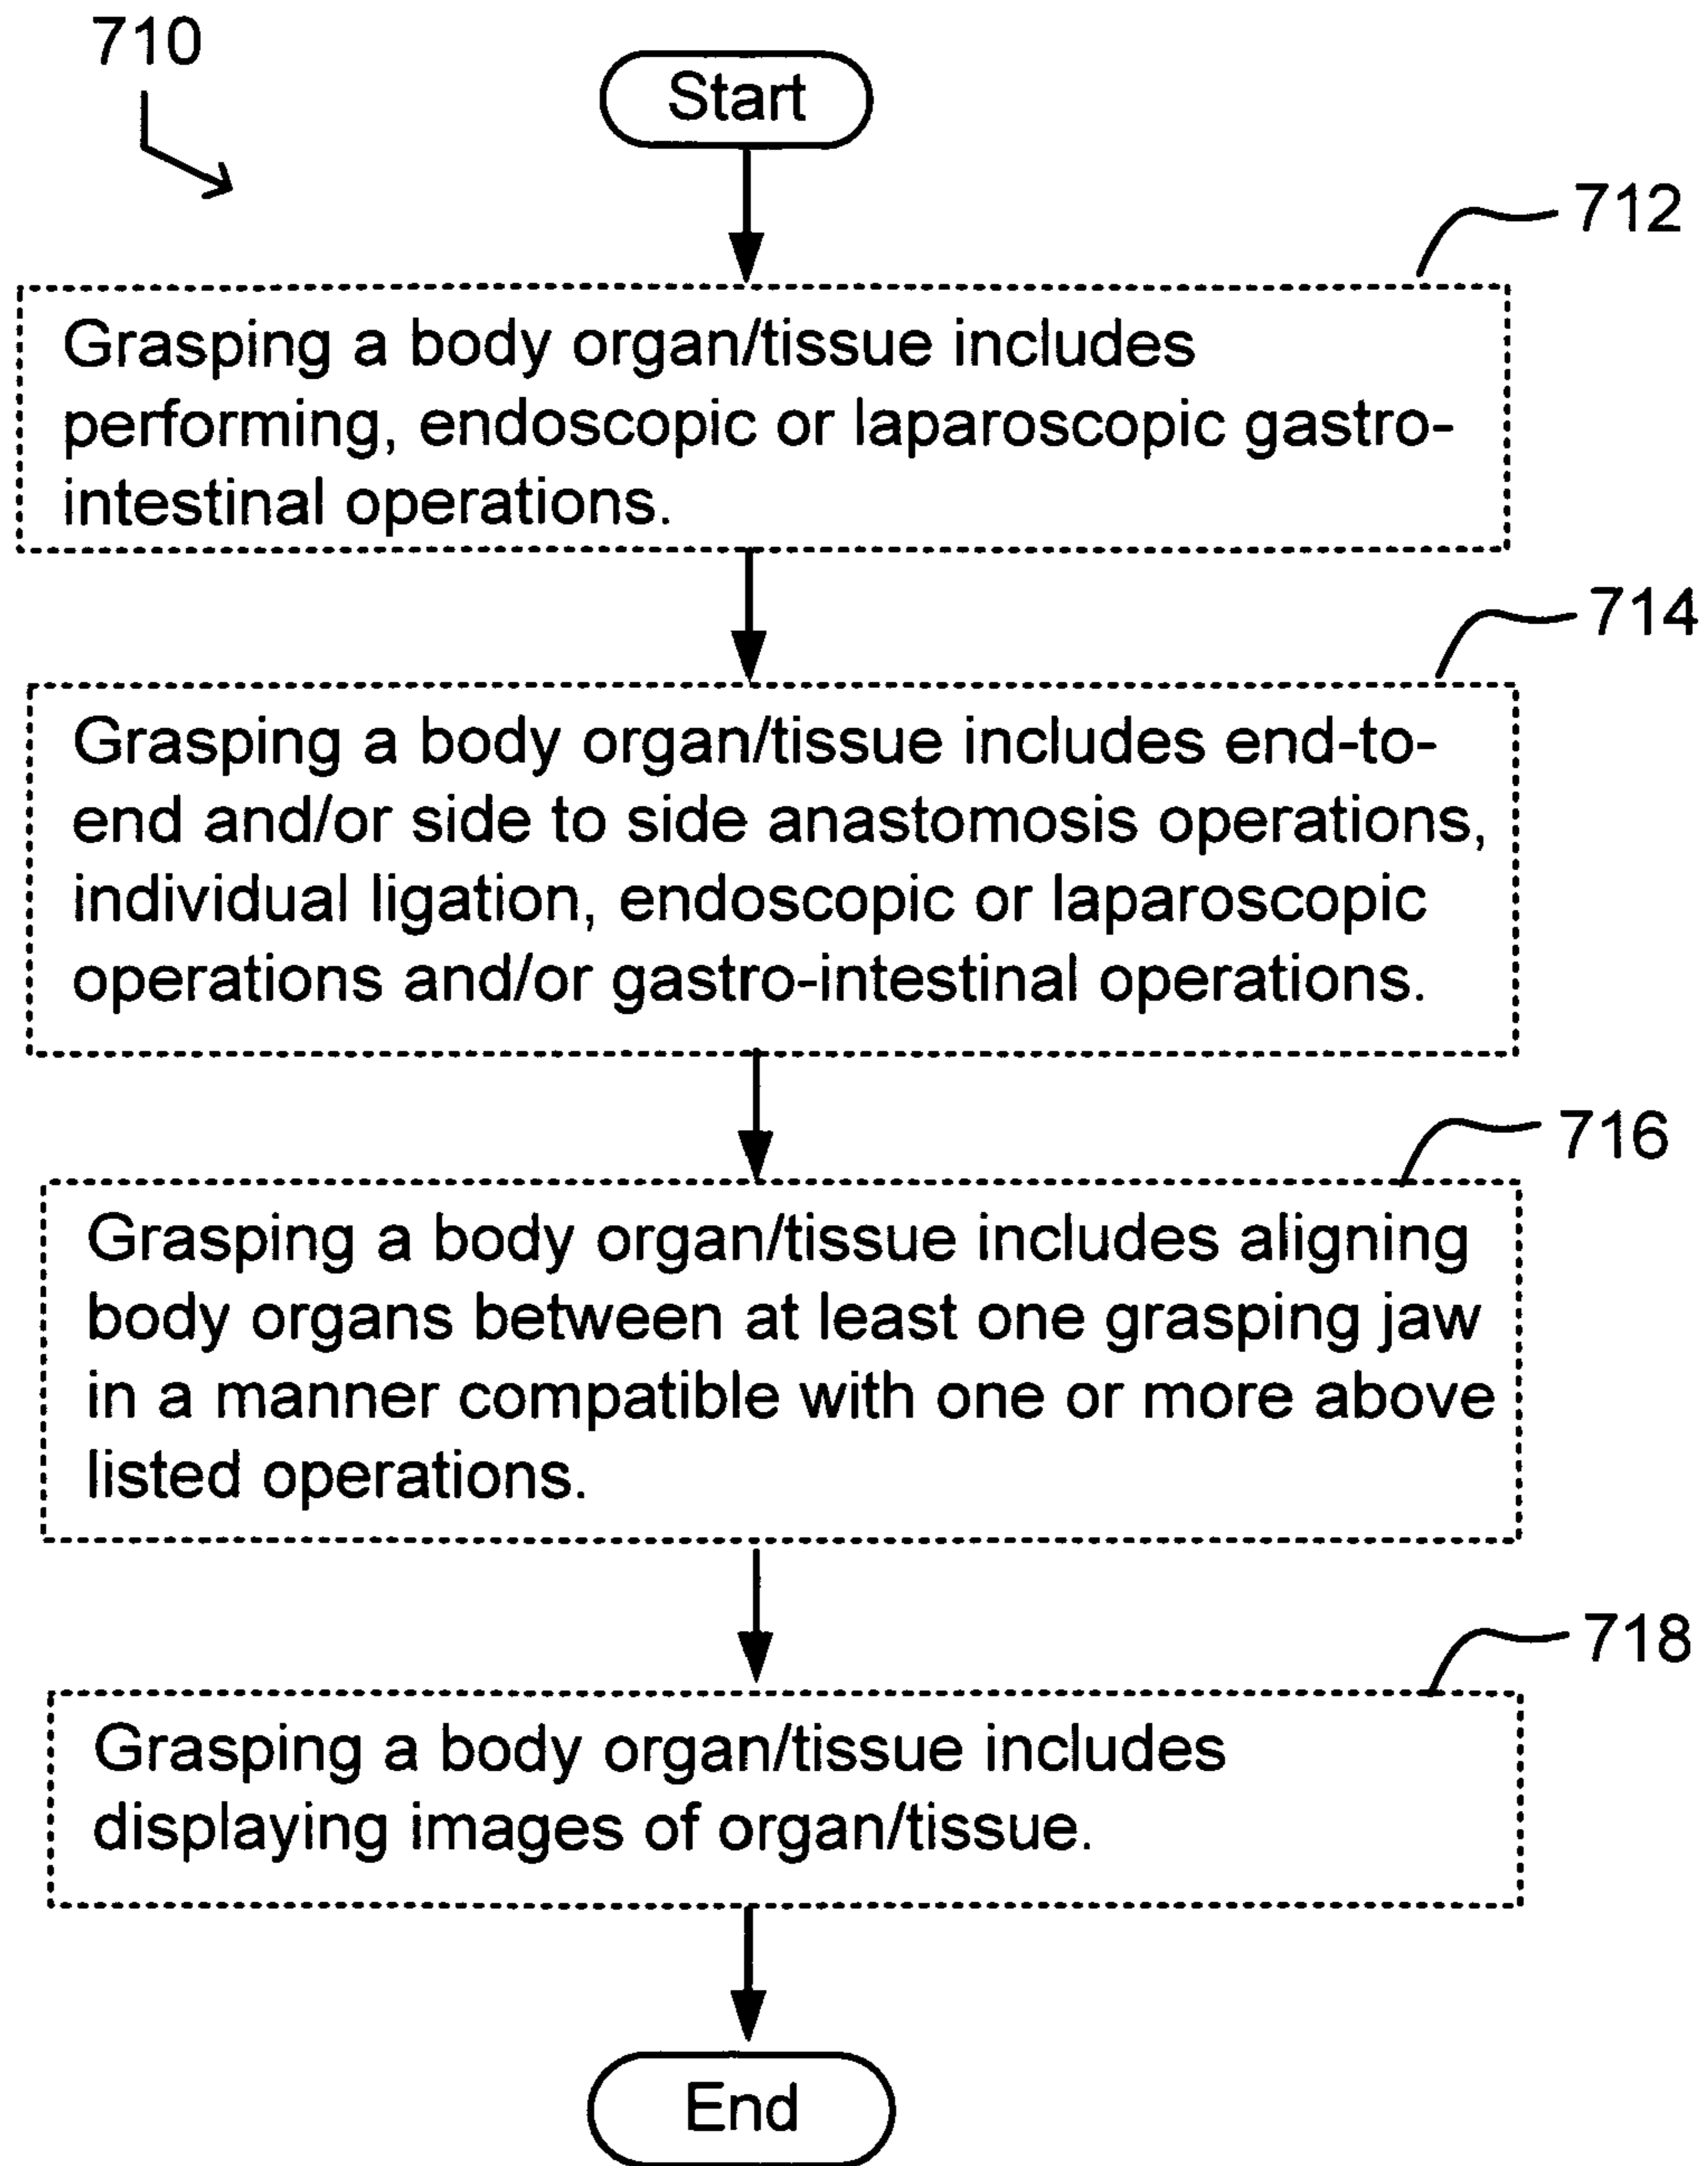 710
Start
712
Grasping a body organ/tissue includes
performing, endoscopic or laparoscopic gastro-
intestinal operations.
714
Grasping a body organ/tissue includes end-to-
end and/or side to side anastomosis operations,
individual ligation, endoscopic or laparoscopic
operations and/or gastro-intestinal operations.
716
Grasping a body organ/tissue includes aligning
body organs between at least one grasping jaw
in a manner compatible with one or more above
listed operations.
718
Grasping a body organ/tissue includes
displaying images of organ/tissue.
End